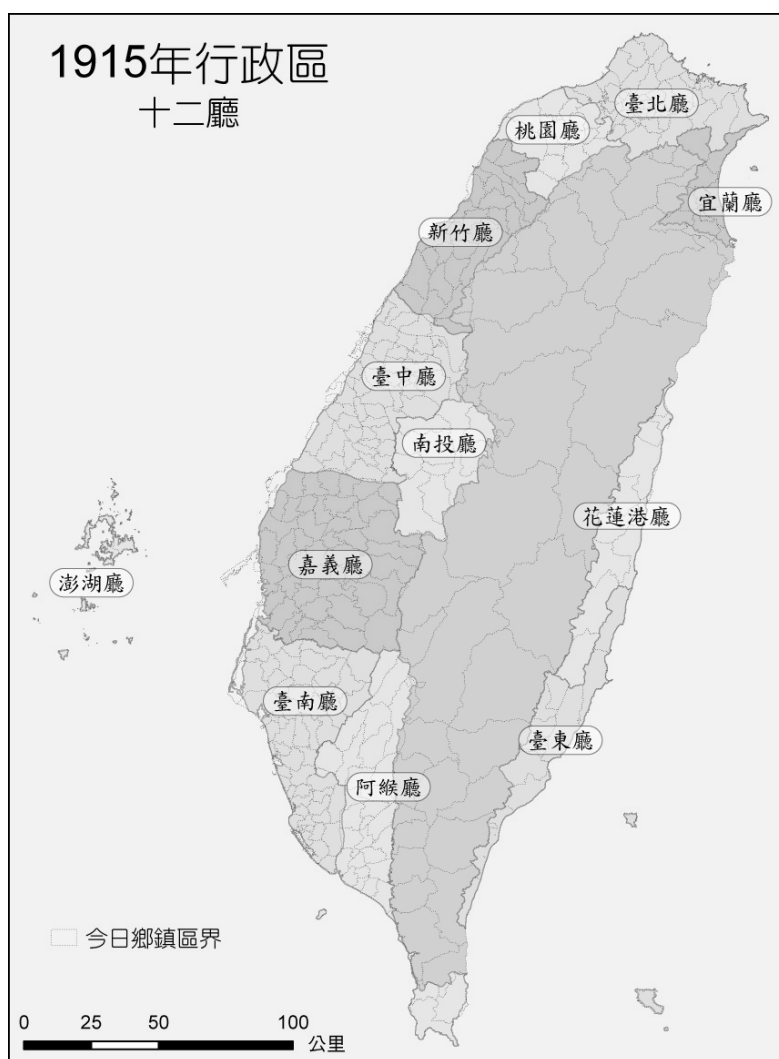 1915年行政區
十二廳
臺北廳
桃園廳
宜蘭廳
新竹廳
臺中廳
南投廳
花蓮港廳
嘉義廳
澎湖廳
臺南廳
臺東廳
阿緱廳
今日鄉鎮區界
0 25 50 100 公里